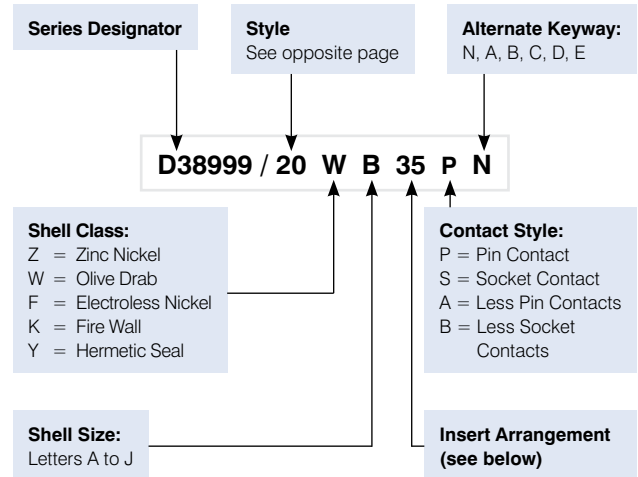 Series Designator
Style
See opposite page
Alternate Keyway:
N, A, B, C, D, E
D38999 / 20 W B 35 P N
Shell Class:
Z = Zinc Nickel
W = Olive Drab
F = Electroless Nickel
K = Fire Wall
Y = Hermetic Seal
Contact Style:
P = Pin Contact
S = Socket Contact
A = Less Pin Contacts
B = Less Socket
Contacts
Shell Size:
Letters A to J
Insert Arrangement
(see below)